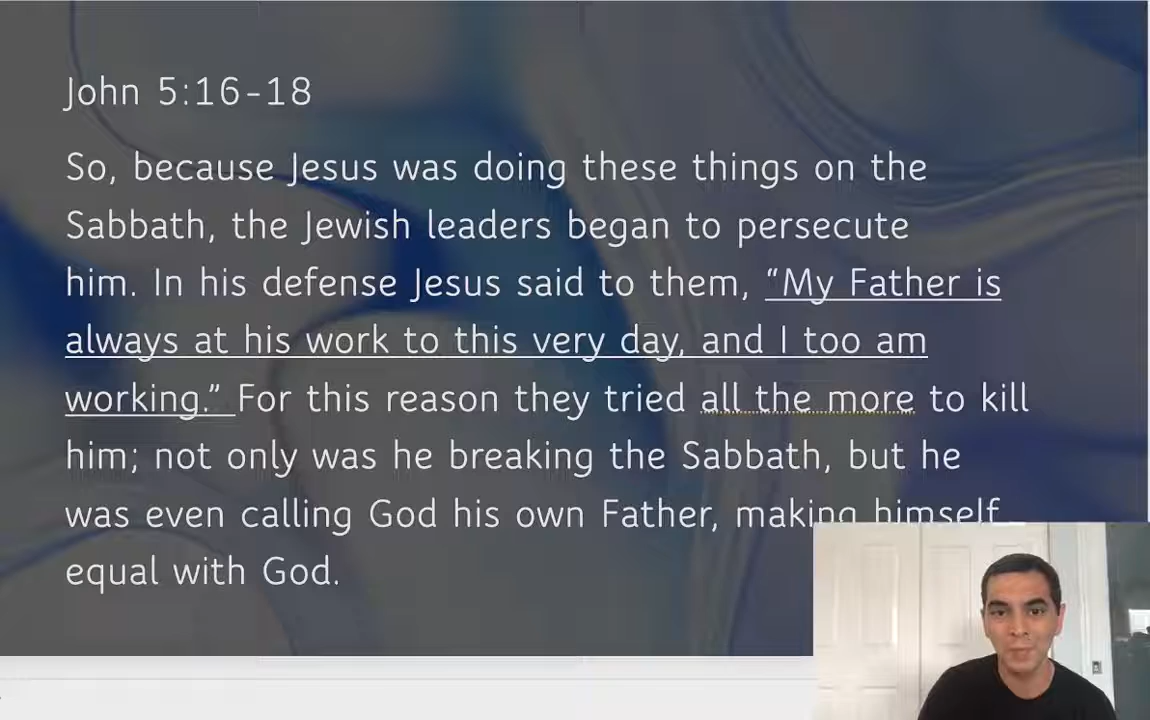 John 5:16-18
So, because Jesus was doing these things on the
Sabbath, the Jewish leaders began to persecute
him. In his defense Jesus said to them, “My Father is
always at his work to this very day, and I too am
working.” For this reason they tried all the more to kill
him; not only was he breaking the Sabbath, but he
was even calling God his own Father, making himself
equal with God.